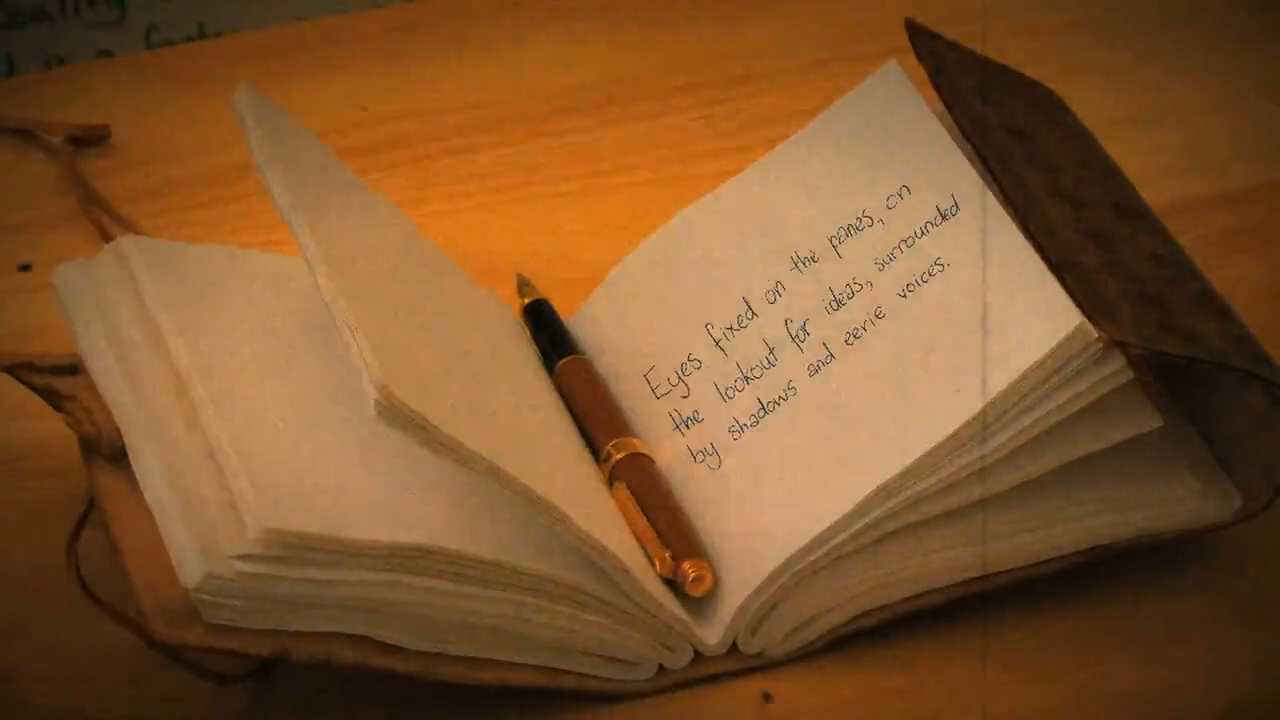 Eyes fixed on the panes, on
the lookout for ideas, surrounded
by shadows and eerie voices.